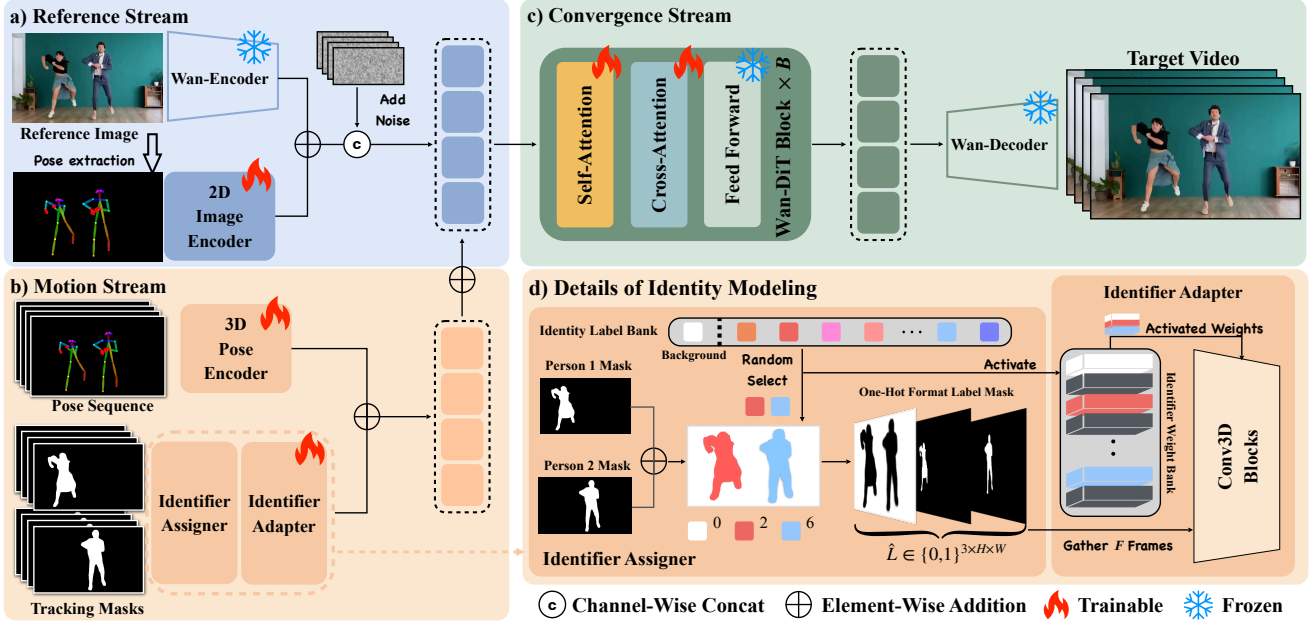 a) Reference Stream
Wan-Encoder
Add
Noise
Reference Image
Pose extraction
c
2D
Image
Encoder
c) Convergence Stream
Self-Attention
Cross-Attention
Feed Forward
Wan-DiT Block × B
Wan-Decoder
Target Video
b) Motion Stream
3D
Pose
Encoder
Pose Sequence
Identifier
Assigner
Identifier
Adapter
Tracking Masks
d) Details of Identity Modeling
Identity Label Bank
Background
...
Person 1 Mask
Random
Select
Activate
One-Hot Format Label Mask
Person 2 Mask
0
2
6
L̂ ∈ {0,1}^{3×H×W}
Identifier Assigner
Identifier Adapter
Activated Weights
Identifier Weight Bank
Conv3D
Blocks
Gather F Frames
c Channel-Wise Concat
Element-Wise Addition
Trainable
Frozen